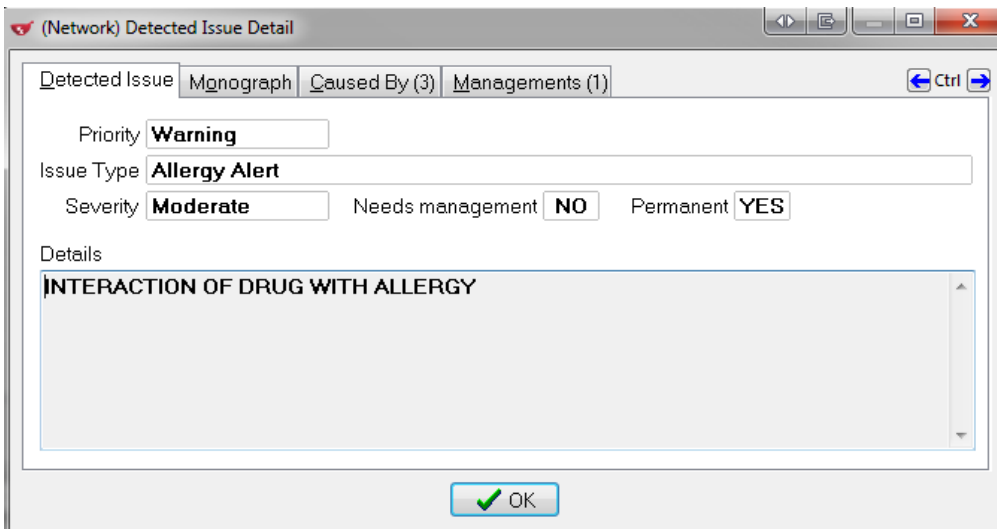 (Network) Detected Issue Detail
Detected Issue Monograph Caused By (3) Managements (1) Ctrl
Priority Warning
Issue Type Allergy Alert
Severity Moderate Needs management NO Permanent YES
Details
INTERACTION OF DRUG WITH ALLERGY
OK